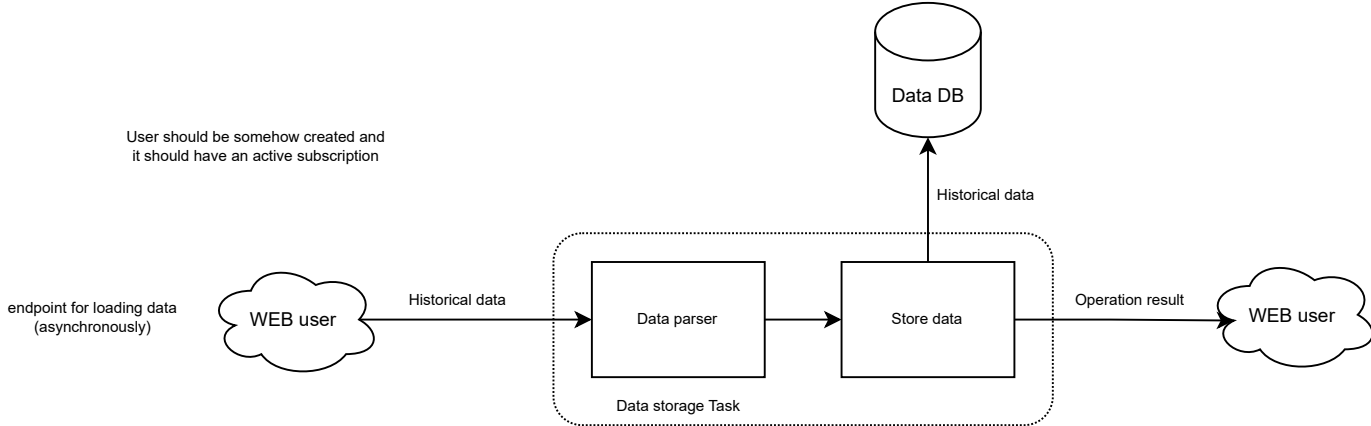 Data DB
User should be somehow created and
it should have an active subscription
Historical data
endpoint for loading data
(asynchronously)
WEB user
Historical data
Data parser
Store data
Operation result
WEB user
Data storage Task